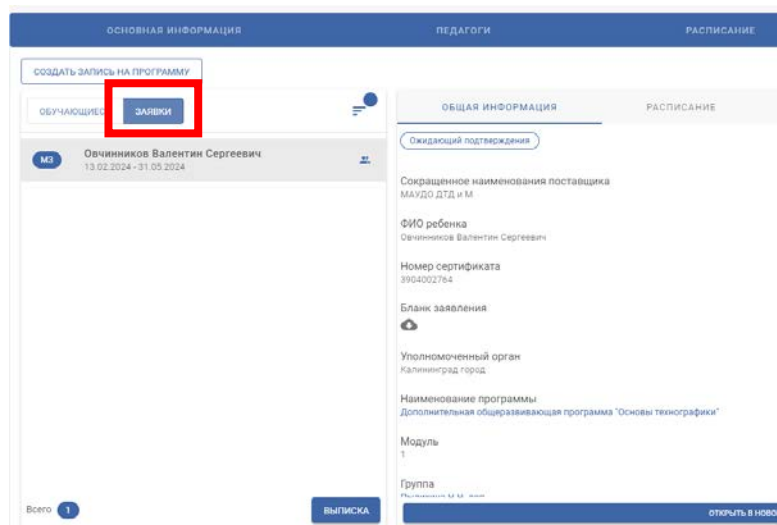 ОСНОВНАЯ ИНФОРМАЦИЯ
ПЕДАГОГИ
РАСПИСАНИЕ
СОЗДАТЬ ЗАПИСЬ НА ПРОГРАММУ
ОБУЧАЮЩИЕС
ЗАЯВКИ
МЗ
Овчинников Валентин Сергеевич
13.02.2024 - 31.05.2024
Всего 1
ВЫПИСКА
ОБЩАЯ ИНФОРМАЦИЯ
РАСПИСАНИЕ
Ожидающий подтверждения
Сокращенное наименования поставщика
МАУДО ДТД и М
ФИО ребенка
Овчинников Валентин Сергеевич
Номер сертификата
3904002764
Бланк заявления
Уполномоченный орган
Калининград город
Наименование программы
Дополнительная общеразвивающая программа "Основы технографики"
Модуль
1
Группа
ОТКРЫТЬ В НОВО